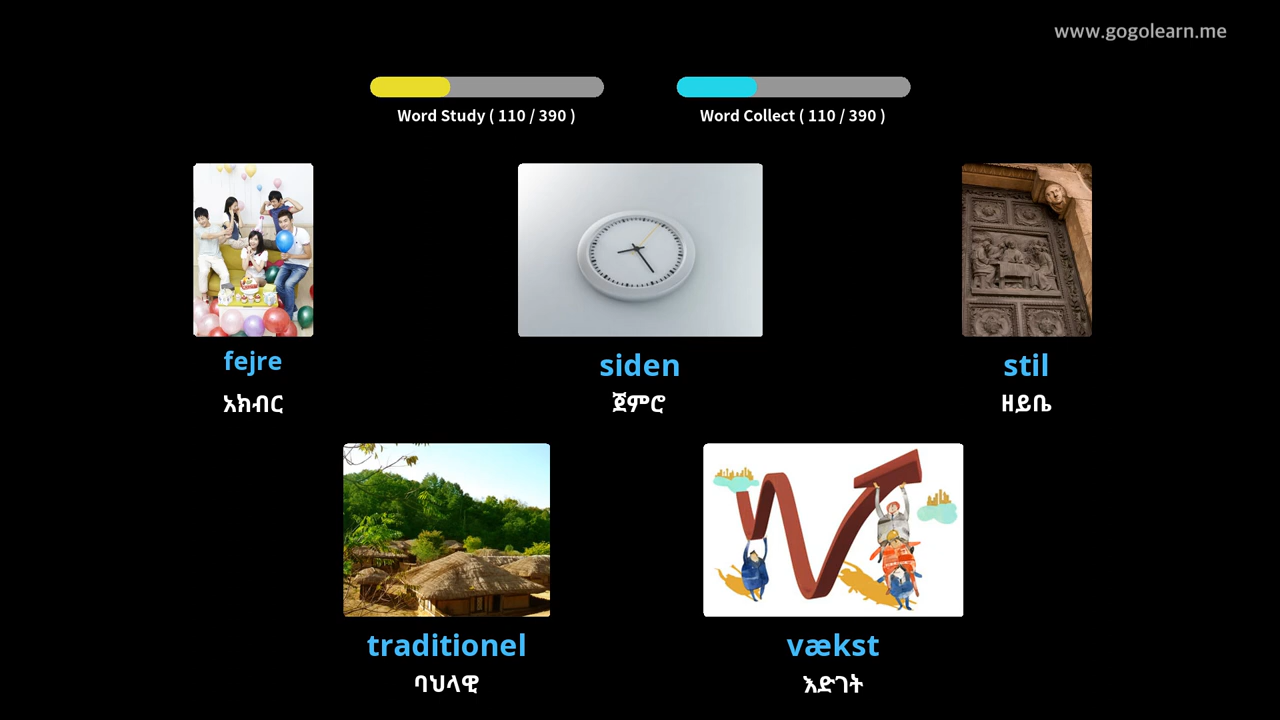 www.gogolearn.me
Word Study ( 110 / 390 )
Word Collect ( 110 / 390 )
fejre
siden
stil
አክብር
ጀምሮ
ዘይቤ
traditionel
vækst
ባህላዊ
እድገት